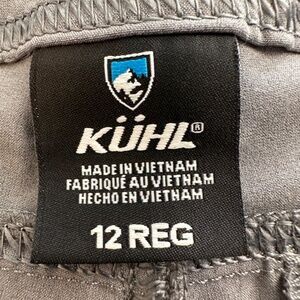 KÜHL®
MADE IN VIETNAM
FABRIQUÉ AU VIETNAM
HECHO EN VIETNAM
12 REG